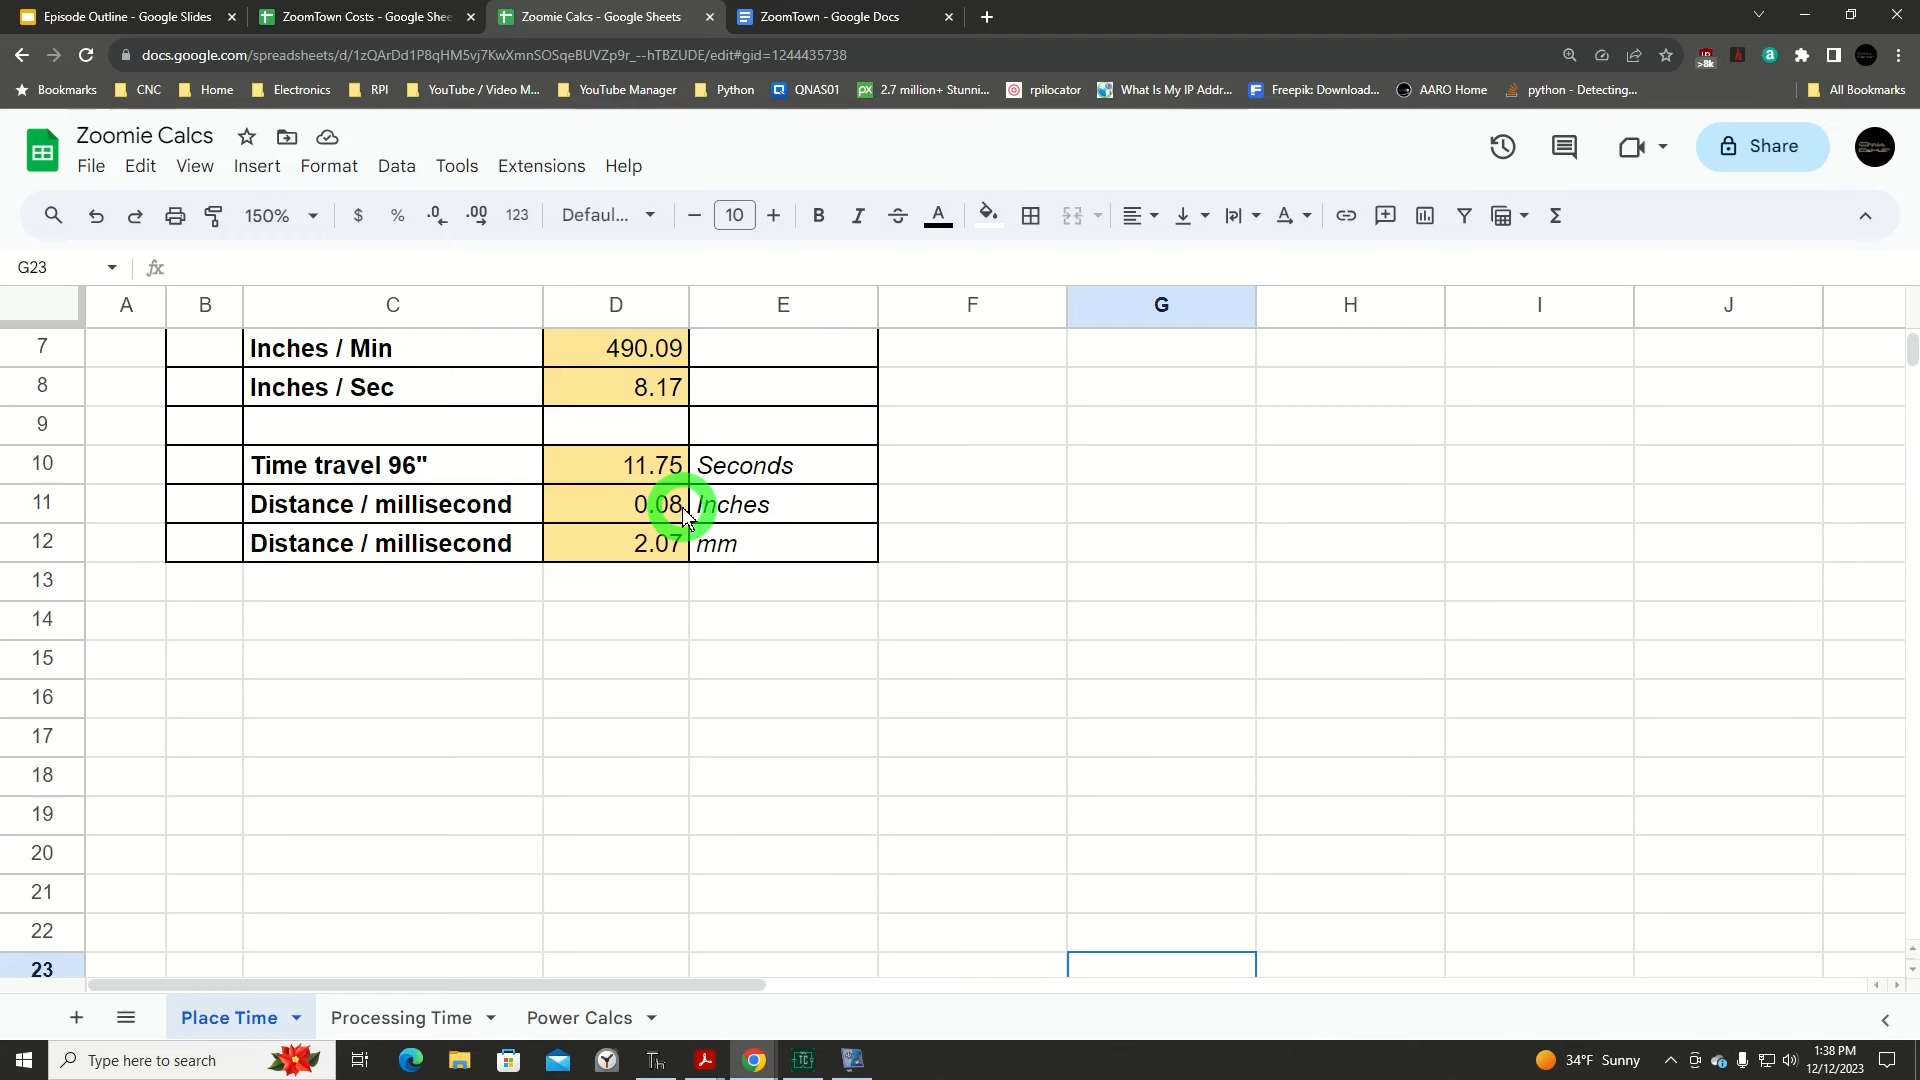 Episode Outline - Google Slides
ZoomTown Costs - Google Shee
Zoomie Calcs - Google Sheets
ZoomTown - Google Docs
docs.google.com/spreadsheets/d/1zQArDd1P8qHM5vj7KwXmnSOSqeBUVZp9r_--hTBZUDE/edit#gid=1244435738
>8k
Bookmarks CNC Home Electronics RPI YouTube / Video M... YouTube Manager Python QNAS01 2.7 million+ Stunni... rpilocator What Is My IP Addr... Freepik: Download... AARO Home python - Detecting... All Bookmarks
Zoomie Calcs
File Edit View Insert Format Data Tools Extensions Help
Share
150% $ % .0 .00 123 Defaul... 10 B I S A
G23
fx
A B C D E F G H I J
7 Inches / Min 490.09
8 Inches / Sec 8.17
9
10 Time travel 96" 11.75 Seconds
11 Distance / millisecond 0.08 Inches
12 Distance / millisecond 2.07 mm
13
14
15
16
17
18
19
20
21
22
23
Place Time Processing Time Power Calcs
Type here to search
34°F Sunny
1:38 PM
12/12/2023